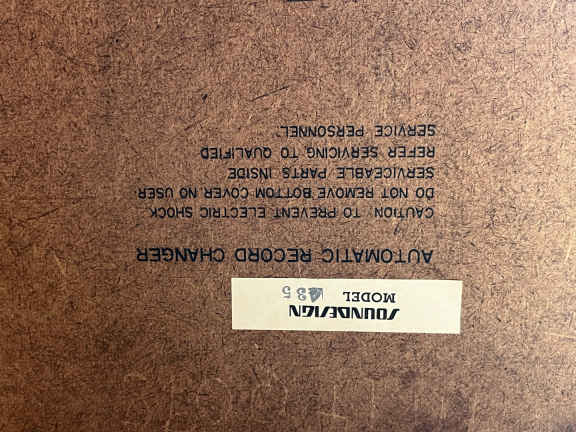 SOUNDESIGN
MODEL
AUTOMATIC RECORD CHANGER
CAUTION: TO PREVENT ELECTRIC SHOCK,
DO NOT REMOVE BOTTOM COVER. NO USER
SERVICEABLE PARTS INSIDE
REFER SERVICING TO QUALIFIED
SERVICE PERSONNEL.